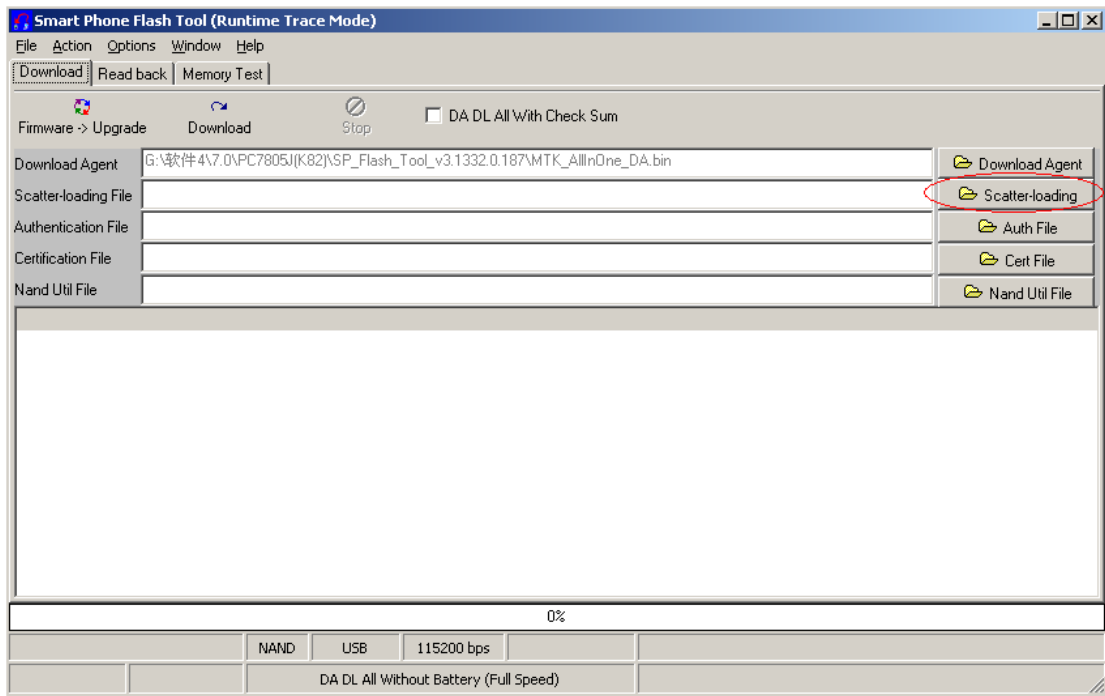 Smart Phone Flash Tool (Runtime Trace Mode)
File Action Options Window Help
Download Read back Memory Test
Firmware -> Upgrade Download Stop DA DL All With Check Sum
Download Agent G:\软件4\7.0\PC7805J(K82)\SP_Flash_Tool_v3.1332.0.187\MTK_AllInOne_DA.bin Download Agent
Scatter-loading File Scatter-loading
Authentication File Auth File
Certification File Cert File
Nand Util File Nand Util File
0%
NAND USB 115200 bps
DA DL All Without Battery (Full Speed)